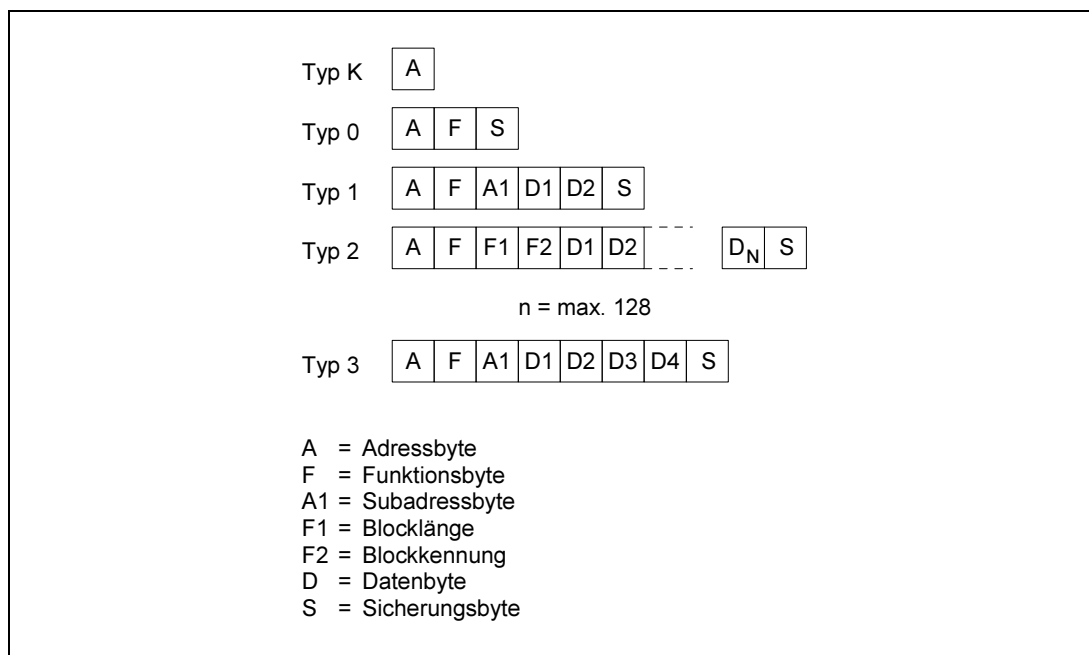 Typ K A
Typ 0 A F S
Typ 1 A F A1 D1 D2 S
Typ 2 A F F1 F2 D1 D2 DN S
n = max. 128
Typ 3 A F A1 D1 D2 D3 D4 S
A = Adressbyte
F = Funktionsbyte
A1 = Subadressbyte
F1 = Blocklänge
F2 = Blockkennung
D = Datenbyte
S = Sicherungsbyte